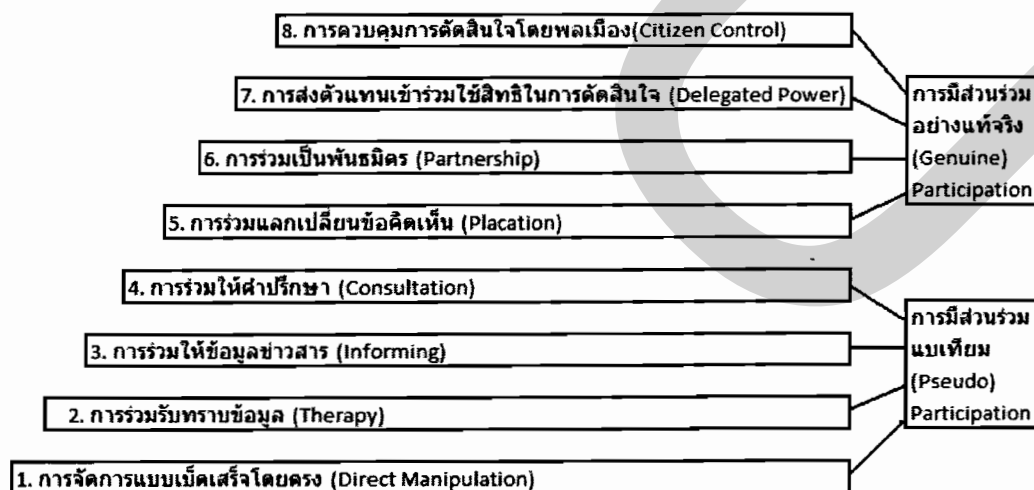 8. การควบคุมการตัดสินใจโดยพลเมือง(Citizen Control)
7. การส่งตัวแทนเข้าร่วมใช้สิทธิในการตัดสินใจ (Delegated Power)
6. การร่วมเป็นพันธมิตร (Partnership)
5. การร่วมแลกเปลี่ยนข้อคิดเห็น (Placation)
การมีส่วนร่วม
อย่างแท้จริง
(Genuine)
Participation
4. การร่วมให้คำปรึกษา (Consultation)
3. การร่วมให้ข้อมูลข่าวสาร (Informing)
2. การร่วมรับทราบข้อมูล (Therapy)
1. การจัดการแบบเบ็ดเสร็จโดยตรง (Direct Manipulation)
การมีส่วนร่วม
แบเทียม
(Pseudo)
Participation